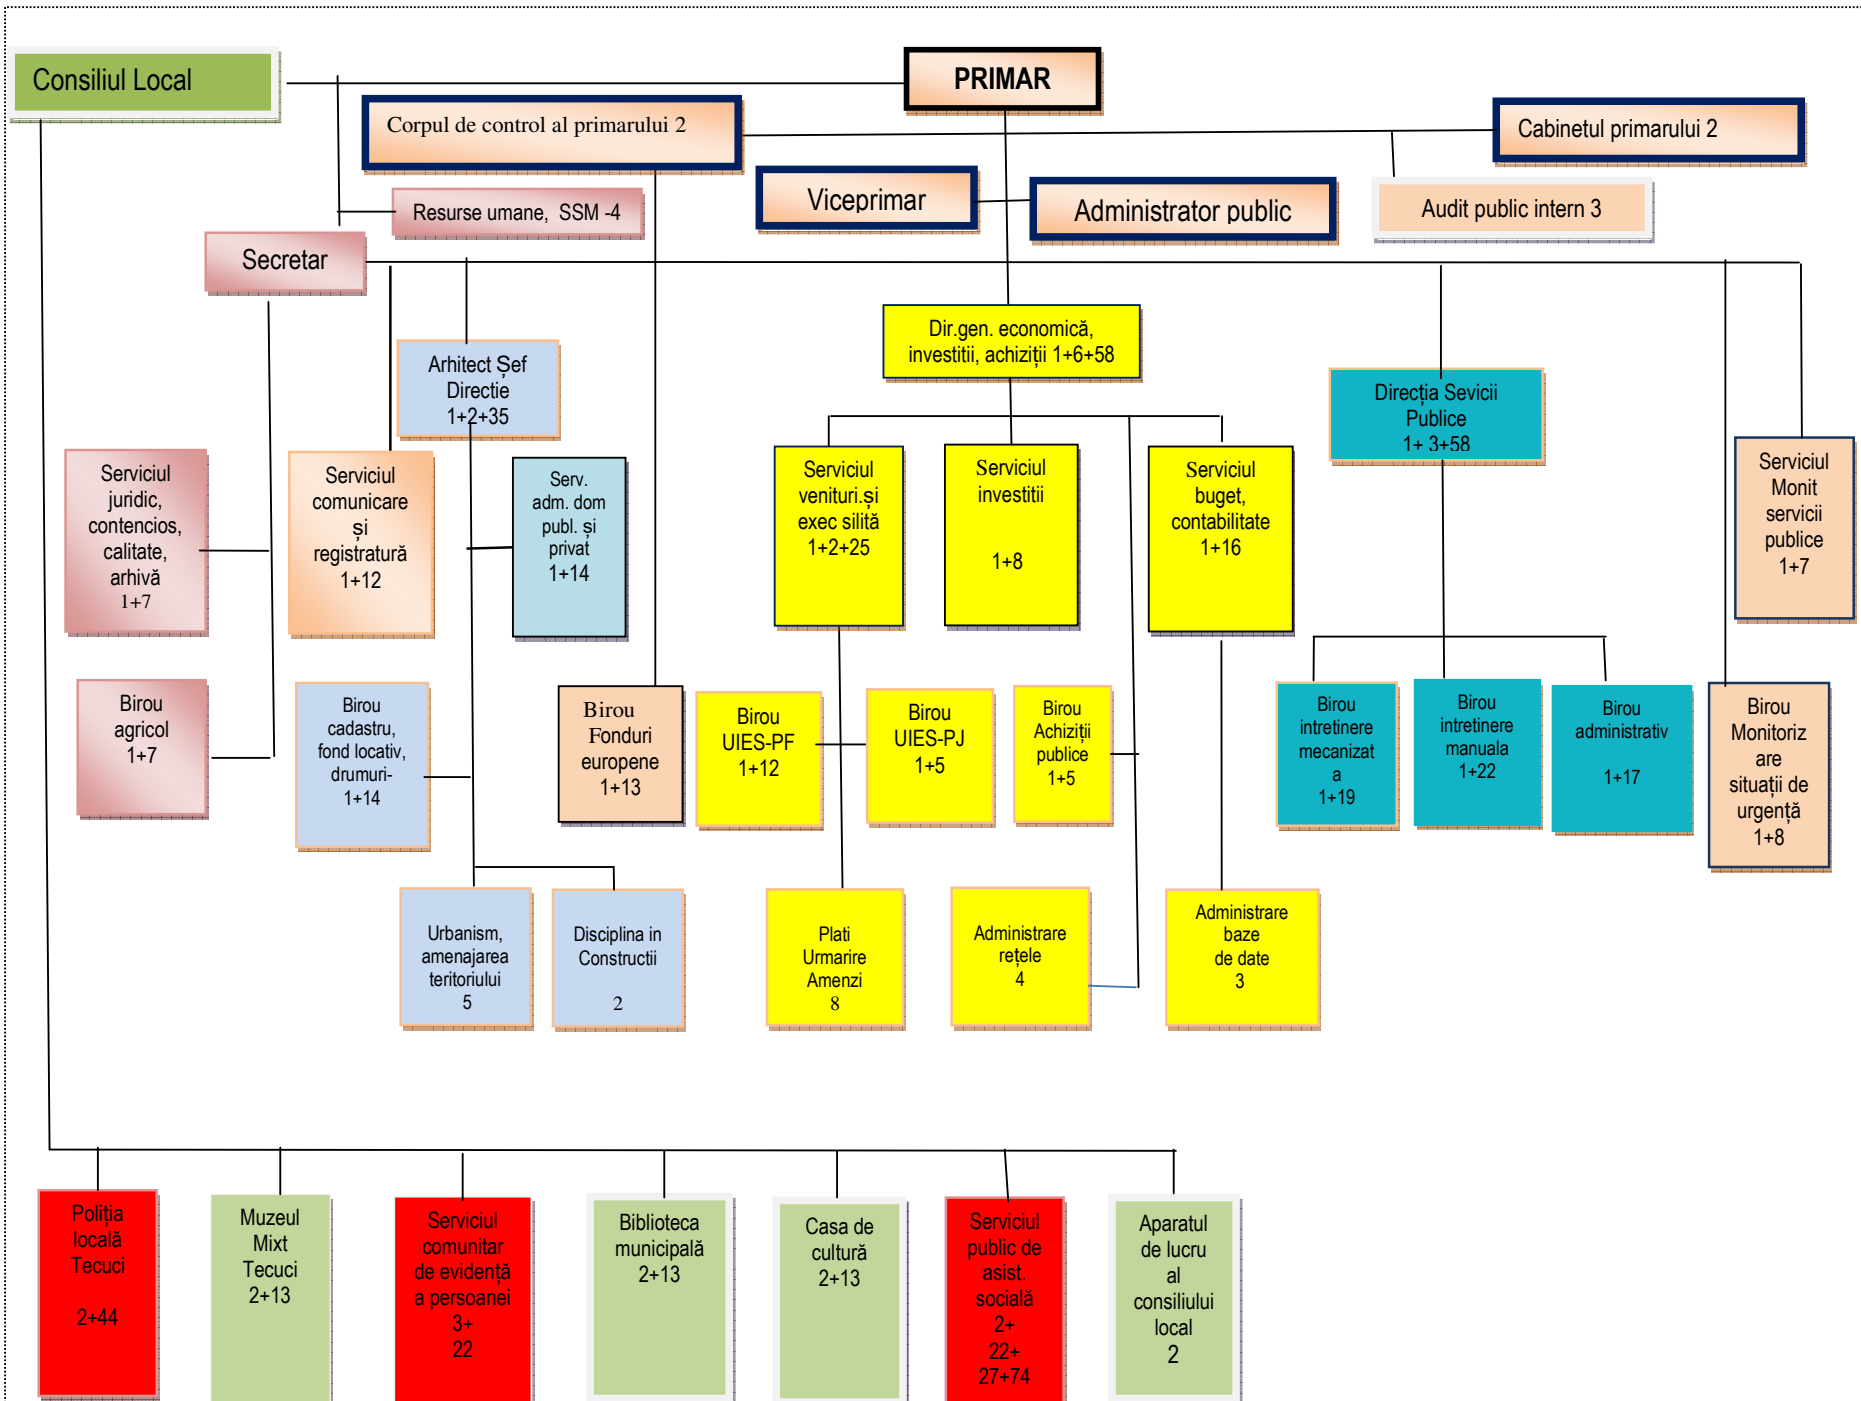 Consiliul Local
PRIMAR
Corpul de control al primarului 2
Cabinetul primarului 2
Viceprimar
Administrator public
Resurse umane,  SSM -4
Audit public intern 3
Secretar
Dir.gen. economică,
investitii, achiziții 1+6+58
Arhitect Șef
Directie
1+2+35
Direcția Sevicii
Publice
1+ 3+58
Serviciul
juridic,
contencios,
calitate,
arhivă
1+7
Serviciul
comunicare
și
registratură
1+12
Serv.
adm. dom
publ. și
privat
1+14
Serviciul
venituri.și
exec silită
1+2+25
Serviciul
investitii
1+8
Serviciul
buget,
contabilitate
1+16
Serviciul
Monit
servicii
publice
1+7
Birou
agricol
1+7
Birou
cadastru,
fond locativ,
drumuri-
1+14
Birou
Fonduri
europene
1+13
Birou
UIES-PF
1+12
Birou
UIES-PJ
1+5
Birou
Achiziții
publice
1+5
Birou
intretinere
mecanizat
a
1+19
Birou
intretinere
manuala
1+22
Birou
administrativ
1+17
Birou
Monitoriz
are
situații de
urgență
1+8
Urbanism,
amenajarea
teritoriului
5
Disciplina in
Constructii
2
Plati
Urmarire
Amenzi
8
Administrare
rețele
4
Administrare
baze
de date
3
Poliția
locală
Tecuci
2+44
Muzeul
Mixt
Tecuci
2+13
Serviciul
comunitar
de evidență
a persoanei
3+
22
Biblioteca
municipală
2+13
Casa de
cultură
2+13
Serviciul
public de
asist.
socială
2+
22+
27+74
Aparatul
de lucru
al
consiliului
local
2